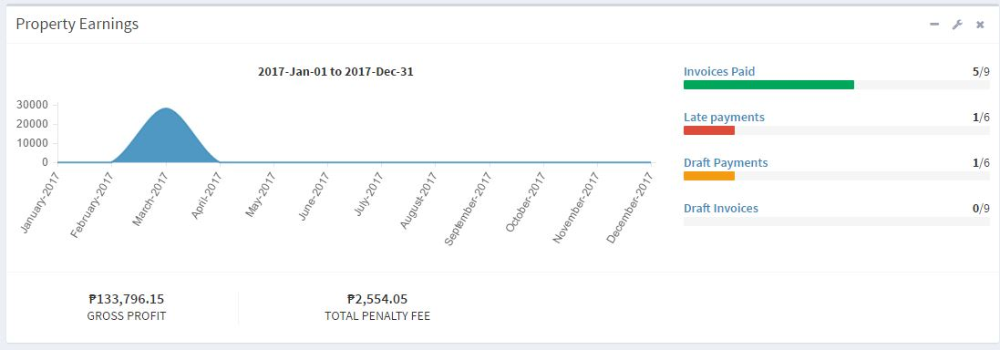 Property Earnings
2017-Jan-01 to 2017-Dec-31
30000
20000
10000
0
January-2017
February-2017
March-2017
April-2017
May-2017
June-2017
July-2017
August-2017
September-2017
October-2017
November-2017
December-2017
Invoices Paid 5/9
Late payments 1/6
Draft Payments 1/6
Draft Invoices 0/9
₱133,796.15
GROSS PROFIT
₱2,554.05
TOTAL PENALTY FEE